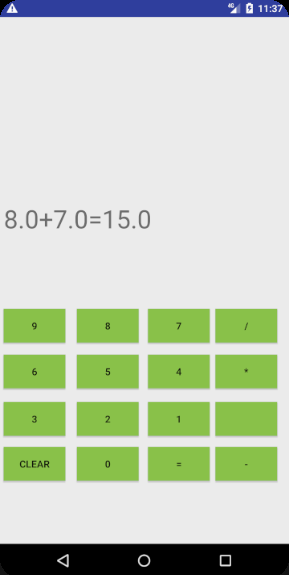 4G 11:37
8.0+7.0=15.0
9 8 7 /
6 5 4 *
3 2 1
CLEAR 0 = -